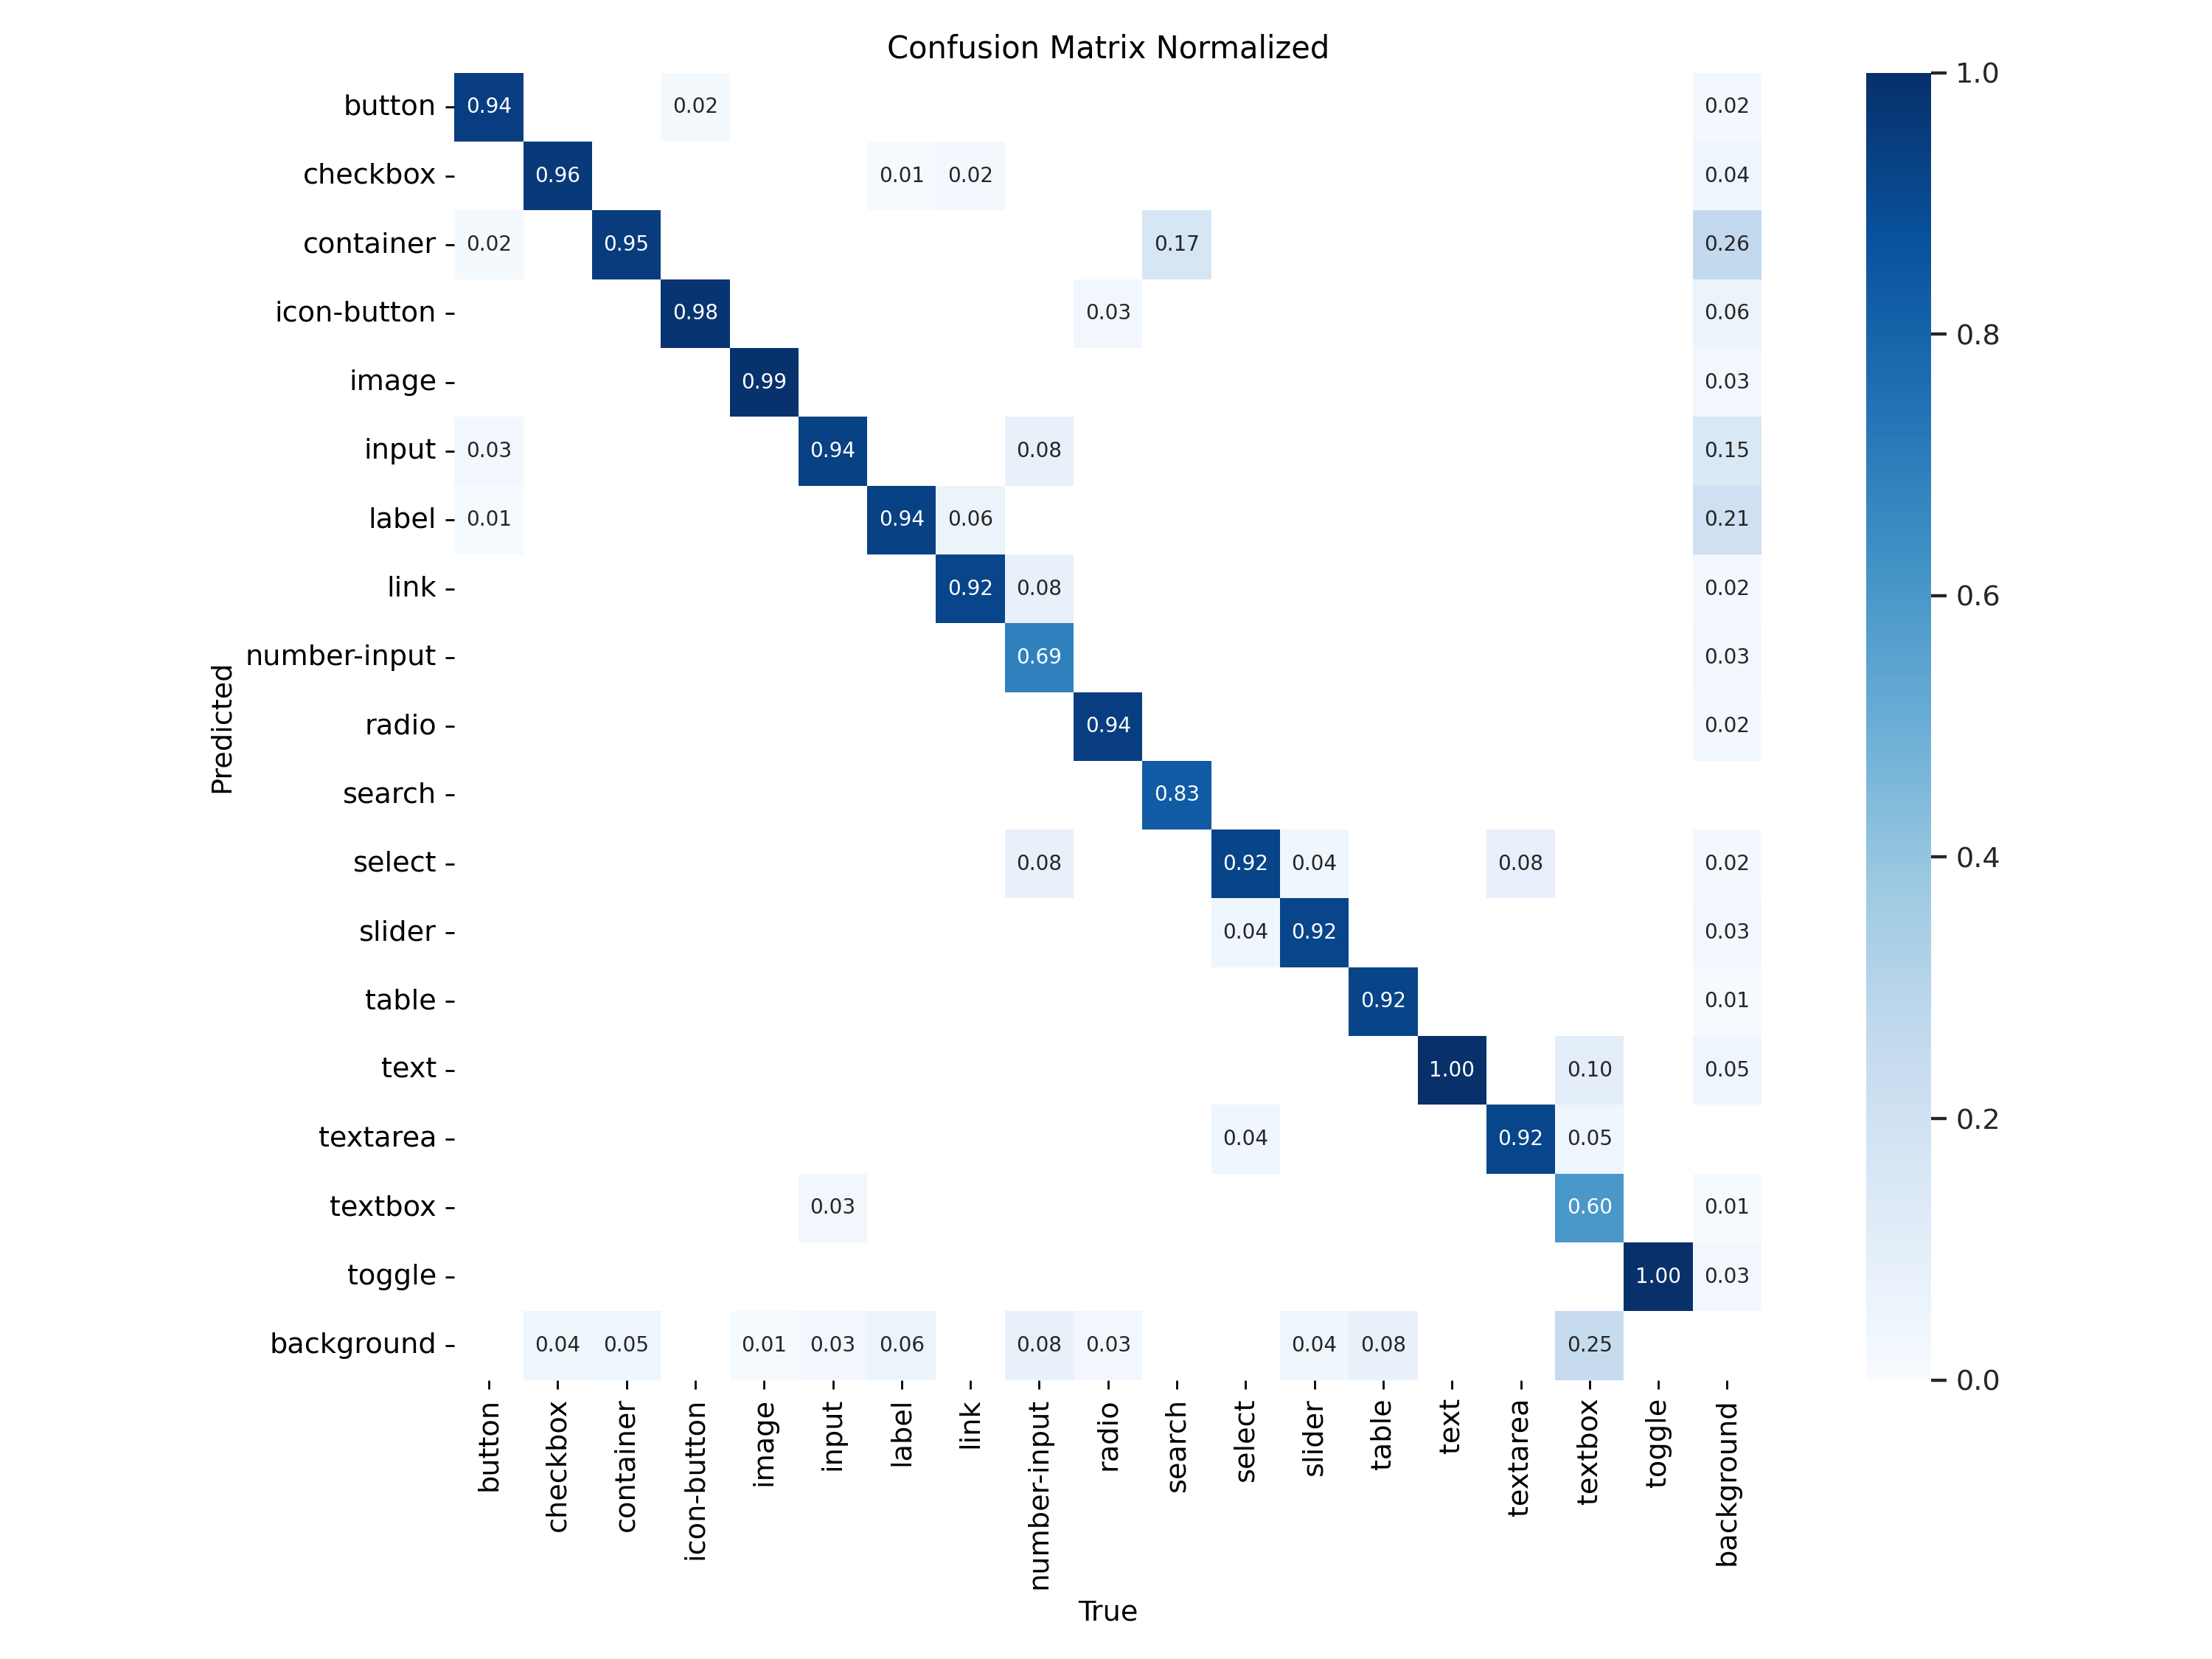 Confusion Matrix Normalized
button 0.94 0.02 0.02
checkbox 0.96 0.01 0.02 0.04
container 0.02 0.95 0.17 0.26
icon-button 0.98 0.03 0.06
image 0.99 0.03
input 0.03 0.94 0.08 0.15
label 0.01 0.94 0.06 0.21
link 0.92 0.08 0.02
number-input 0.69 0.03
radio 0.94 0.02
search 0.83
select 0.08 0.92 0.04 0.08 0.02
slider 0.04 0.92 0.03
table 0.92 0.01
text 1.00 0.10 0.05
textarea 0.04 0.92 0.05
textbox 0.03 0.60 0.01
toggle 1.00 0.03
background 0.04 0.05 0.01 0.03 0.06 0.08 0.03 0.04 0.08 0.25
Predicted
button checkbox container icon-button image input label link number-input radio search select slider table text textarea textbox toggle background
True
1.0
0.8
0.6
0.4
0.2
0.0